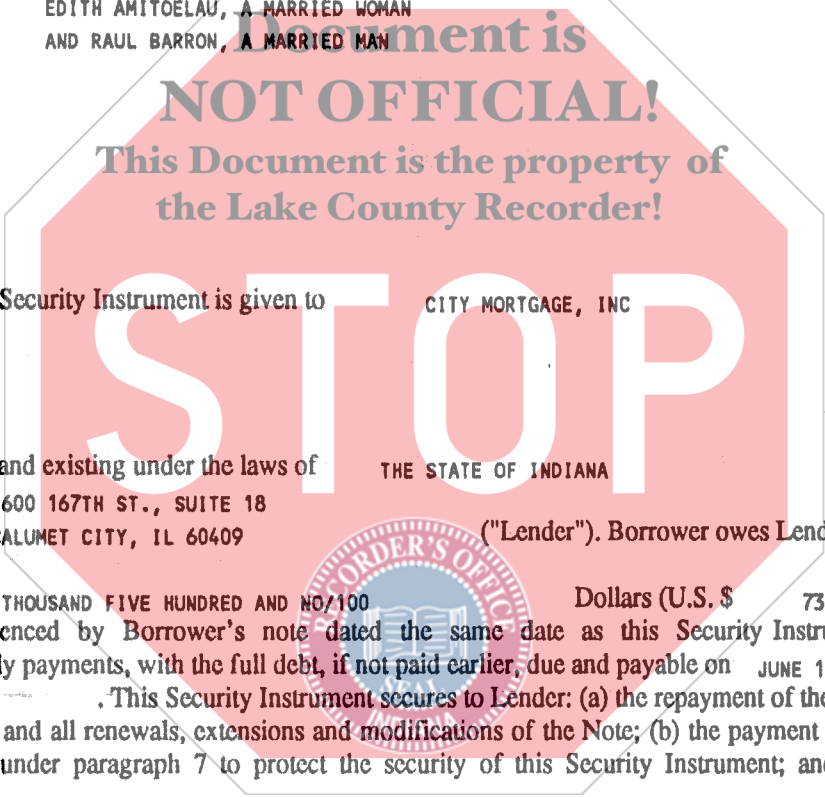 EDITH AMITOELAU, A MARRIED WOMAN
AND RAUL BARRON, A MARRIED MAN
Document is
NOT OFFICIAL!
This Document is the property of
the Lake County Recorder!
STOP
Security Instrument is given to CITY MORTGAGE, INC
and existing under the laws of THE STATE OF INDIANA
600 167TH ST., SUITE 18
ALUMET CITY, IL 60409 ("Lender"). Borrower owes Lend
RECORDER'S OFFICE
SEAL
INDIANA
THOUSAND FIVE HUNDRED AND NO/100 Dollars (U.S. $ 73
enced by Borrower's note dated the same date as this Security Instru
ly payments, with the full debt, if not paid earlier, due and payable on JUNE 1
. This Security Instrument secures to Lender: (a) the repayment of the
and all renewals, extensions and modifications of the Note; (b) the payment
under paragraph 7 to protect the security of this Security Instrument; and